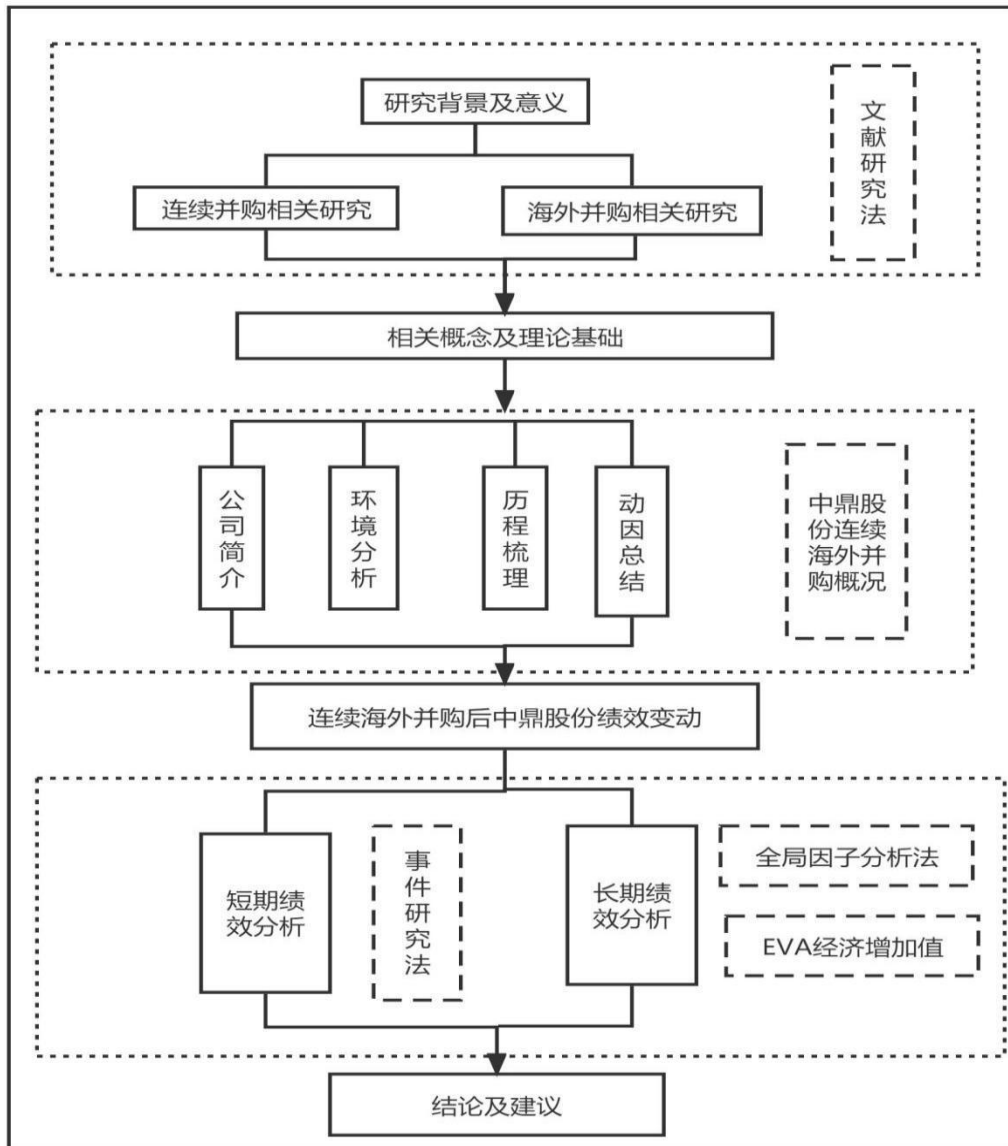 研究背景及意义
文
献
研
究
法
连续并购相关研究
海外并购相关研究
相关概念及理论基础
公
司
简
介
环
境
分
析
历
程
梳
理
动
因
总
结
中鼎股
份连续
海外并
购概况
连续海外并购后中鼎股份绩效变动
短期绩
效分析
事
件
研
究
法
长期绩
效分析
全局因子分析法
EVA经济增加值
结论及建议